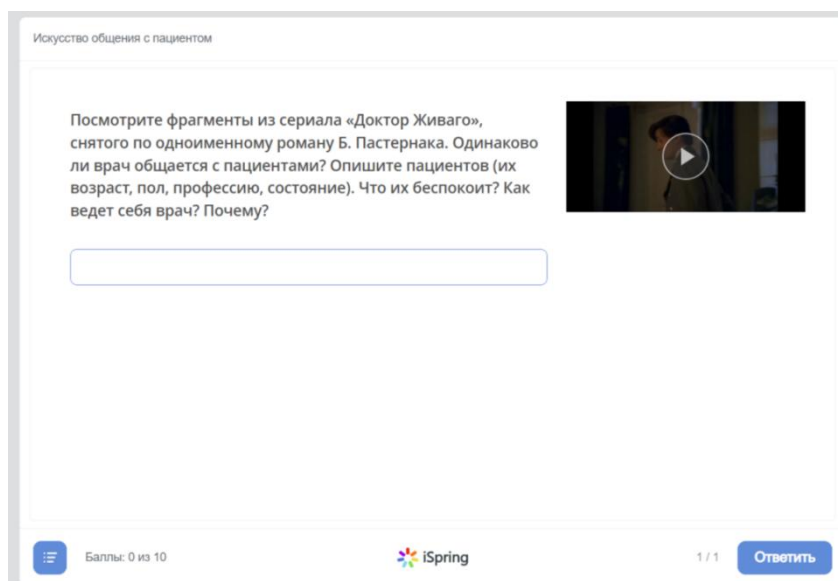 Искусство общения с пациентом
Посмотрите фрагменты из сериала «Доктор Живаго»,
снятого по одноименному роману Б. Пастернака. Одинаково
ли врач общается с пациентами? Опишите пациентов (их
возраст, пол, профессию, состояние). Что их беспокоит? Как
ведет себя врач? Почему?
Баллы: 0 из 10
iSpring
1 / 1
Ответить